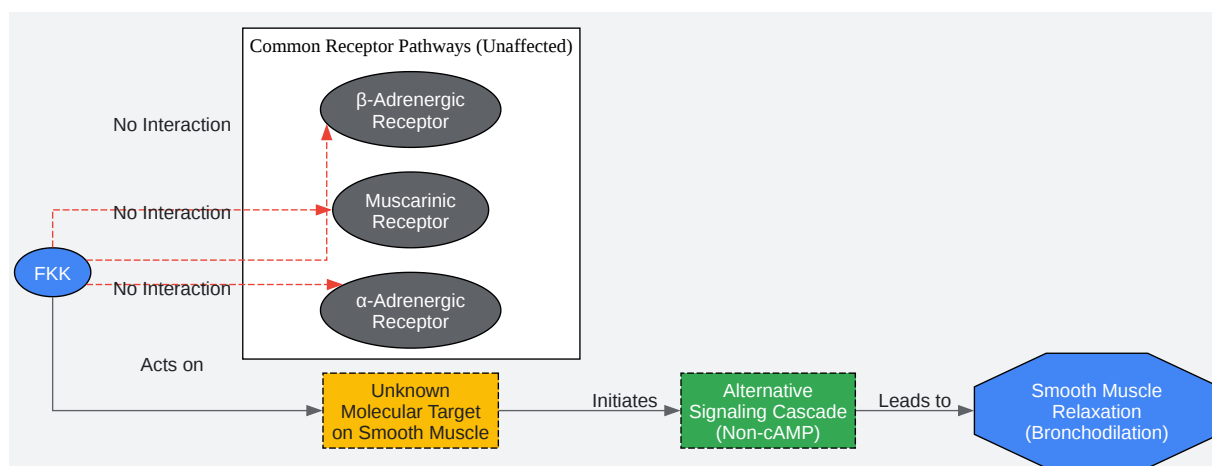 Common Receptor Pathways (Unaffected)
β-Adrenergic
Receptor
No Interaction
Muscarinic
Receptor
No Interaction
FKK
No Interaction
α-Adrenergic
Receptor
Acts on
Unknown
Molecular Target
on Smooth Muscle
Initiates
Alternative
Signaling Cascade
(Non-cAMP)
Leads to
Smooth Muscle
Relaxation
(Bronchodilation)